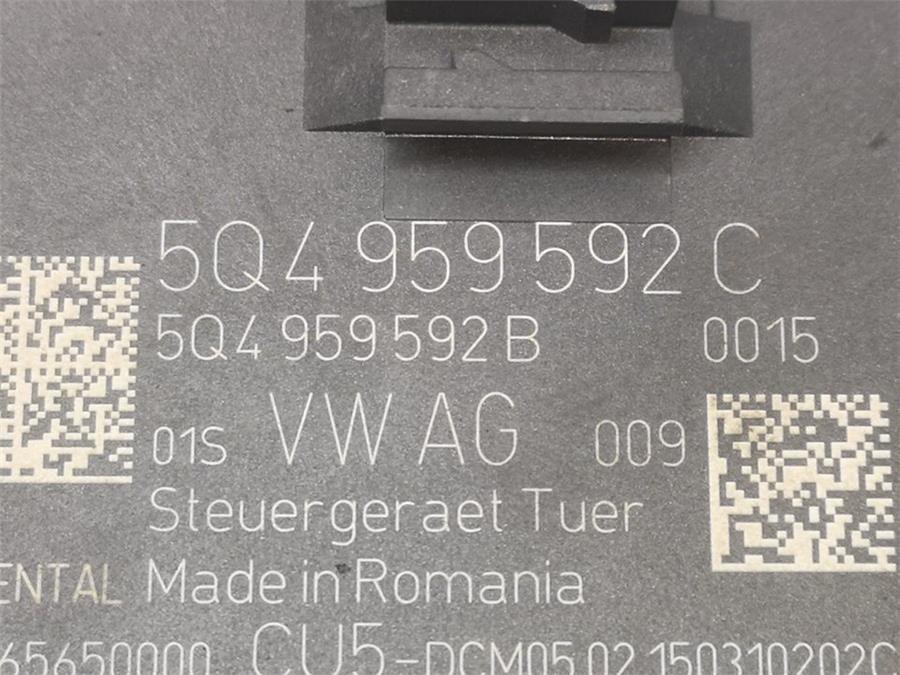 5Q4 959 592 C
5Q4 959 592 B 0015
01S VW AG 009
Steuergeraet Tuer
ENTAL Made in Romania
65650000 CU5-DCM05.02 150310202C